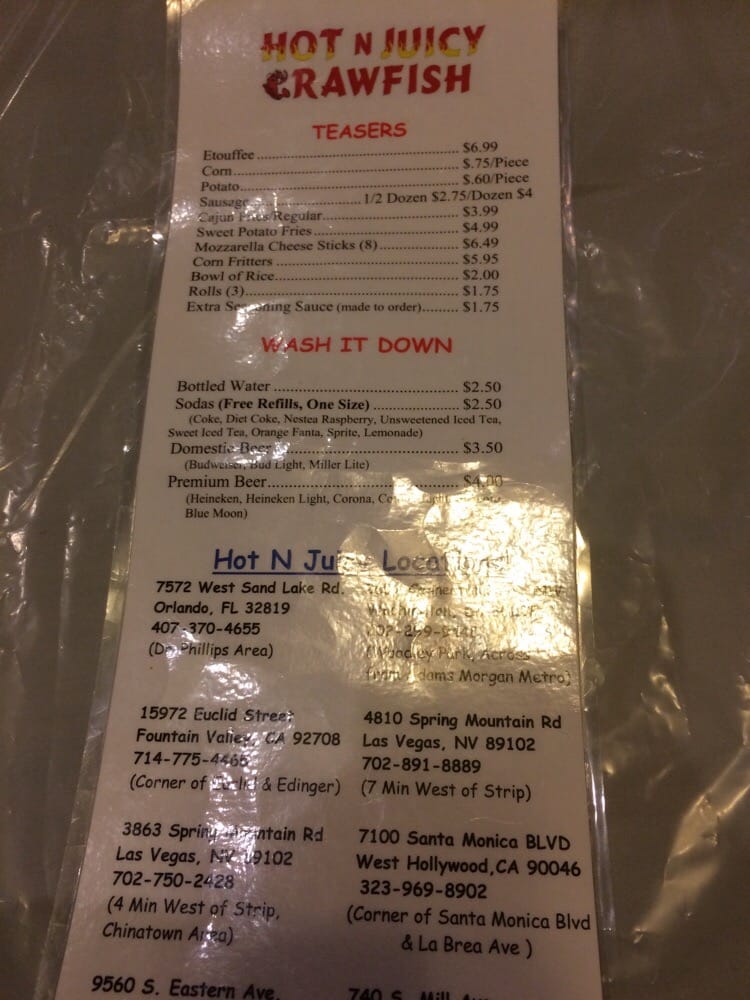 HOT N JUICY
CRAWFISH
TEASERS
Etouffee ........ $6.99
Corn ........ $.75/Piece
Potato ........ $.60/Piece
Sausage ........ 1/2 Dozen $2.75/Dozen $4
Cajun Fries/Regular ........ $3.99
Sweet Potato Fries ........ $4.99
Mozzarella Cheese Sticks (8) ........ $6.49
Corn Fritters ........ $5.95
Bowl of Rice ........ $2.00
Rolls (3) ........ $1.75
Extra Seasoning Sauce (made to order) ........ $1.75
WASH IT DOWN
Bottled Water ........ $2.50
Sodas (Free Refills, One Size) ........ $2.50
(Coke, Diet Coke, Nestea Raspberry, Unsweetened Iced Tea,
Sweet Iced Tea, Orange Fanta, Sprite, Lemonade)
Domestic Beer ........ $3.50
(Budweiser, Bud Light, Miller Lite)
Premium Beer ........ $4.00
(Heineken, Heineken Light, Corona,
Blue Moon)
Hot N Juicy Locations!
7572 West Sand Lake Rd.
Orlando, FL 32819
407-370-4655
(Dr. Phillips Area)
(Woodley Park, Across
from Adams Morgan Metro)
15972 Euclid Street
Fountain Valley, CA 92708
714-775-4465
(Corner of Euclid & Edinger)
4810 Spring Mountain Rd
Las Vegas, NV 89102
702-891-8889
(7 Min West of Strip)
3863 Spring Mountain Rd
Las Vegas, NV 89102
702-750-2428
(4 Min West of Strip,
Chinatown Area)
7100 Santa Monica BLVD
West Hollywood, CA 90046
323-969-8902
(Corner of Santa Monica Blvd
& La Brea Ave )
9560 S. Eastern Ave.
740 S. Mill Ave